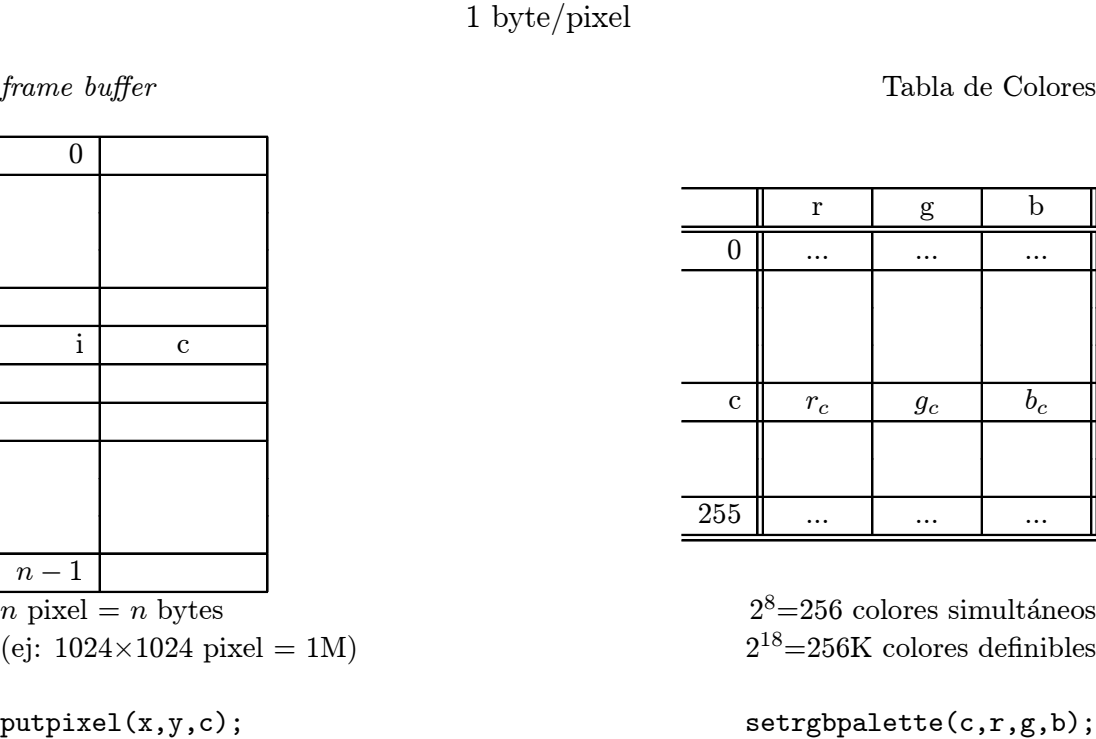 1 byte/pixel
frame buffer
0
i c
n − 1
n pixel = n bytes
(ej: 1024×1024 pixel = 1M)
putpixel(x,y,c);
Tabla de Colores
r g b
0 ... ... ...
c r_c g_c b_c
255 ... ... ...
2^8=256 colores simultáneos
2^18=256K colores definibles
setrgbpalette(c,r,g,b);